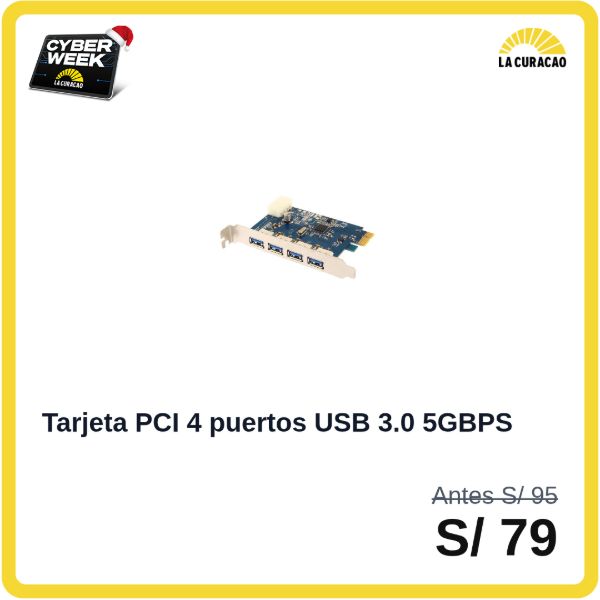 CYBER
WEEK
LA CURACAO
LA CURACAO
Tarjeta PCI 4 puertos USB 3.0 5GBPS
Antes S/ 95
S/ 79